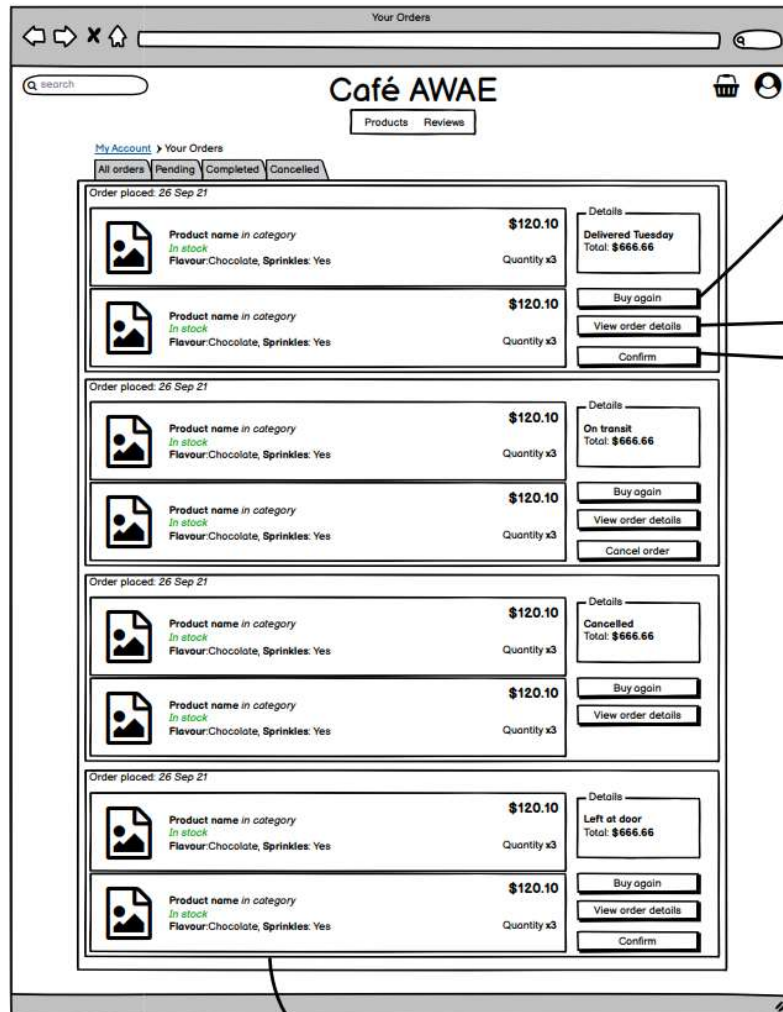 Your Orders
search
Café AWAE
Products Reviews
My Account > Your Orders
All orders Pending Completed Cancelled
Order placed: 26 Sep 21
Product name in category
In stock
Flavour:Chocolate, Sprinkles: Yes
$120.10
Quantity x3
Product name in category
In stock
Flavour:Chocolate, Sprinkles: Yes
$120.10
Quantity x3
Details
Delivered Tuesday
Total: $666.66
Buy again
View order details
Confirm
Order placed: 26 Sep 21
Product name in category
In stock
Flavour:Chocolate, Sprinkles: Yes
$120.10
Quantity x3
Product name in category
In stock
Flavour:Chocolate, Sprinkles: Yes
$120.10
Quantity x3
Details
On transit
Total: $666.66
Buy again
View order details
Cancel order
Order placed: 26 Sep 21
Product name in category
In stock
Flavour:Chocolate, Sprinkles: Yes
$120.10
Quantity x3
Product name in category
In stock
Flavour:Chocolate, Sprinkles: Yes
$120.10
Quantity x3
Details
Cancelled
Total: $666.66
Buy again
View order details
Order placed: 26 Sep 21
Product name in category
In stock
Flavour:Chocolate, Sprinkles: Yes
$120.10
Quantity x3
Product name in category
In stock
Flavour:Chocolate, Sprinkles: Yes
$120.10
Quantity x3
Details
Left at door
Total: $666.66
Buy again
View order details
Confirm